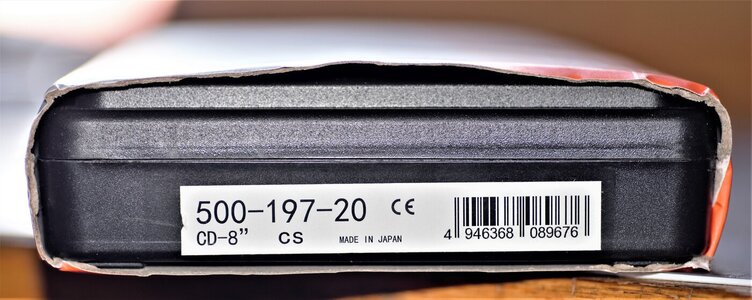 500-197-20 CE
CD-8” CS MADE IN JAPAN
4 946368 089676